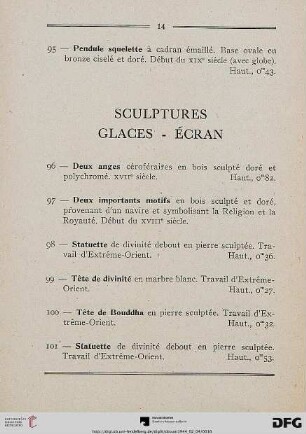 14
95 — Pendule squelette à cadran émaillé. Base ovale en
bronze ciselé et doré. Début du XIXᵉ siècle (avec globe).
Haut., 0ᵐ43.
SCULPTURES
GLACES - ÉCRAN
96 — Deux anges céroféraires en bois sculpté doré et
polychromé. XVIIᵉ siècle. Haut., 0ᵐ82.
97 — Deux importants motifs en bois sculpté et doré,
provenant d'un navire et symbolisant la Religion et la
Royauté. Début du XVIIIᵉ siècle.
98 — Statuette de divinité debout en pierre sculptée. Tra-
vail d'Extrême-Orient. Haut., 0ᵐ36.
99 — Tête de divinité en marbre blanc. Travail d'Extrême-
Orient. Haut., 0ᵐ27.
100 — Tête de Bouddha en pierre sculptée. Travail d'Ex-
trême-Orient. Haut., 0ᵐ32.
101 — Statuette de divinité debout en pierre sculptée.
Travail d'Extrême-Orient. Haut., 0ᵐ53.